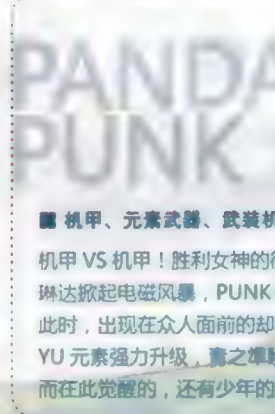 PANDA
PUNK
机甲、元素武器、武装机
机甲 VS 机甲！胜利女神的
琳达掀起电磁风暴，PUNK
此时，出现在众人面前的却
YU 元素强力升级，
而在此觉醒的，还有少年的